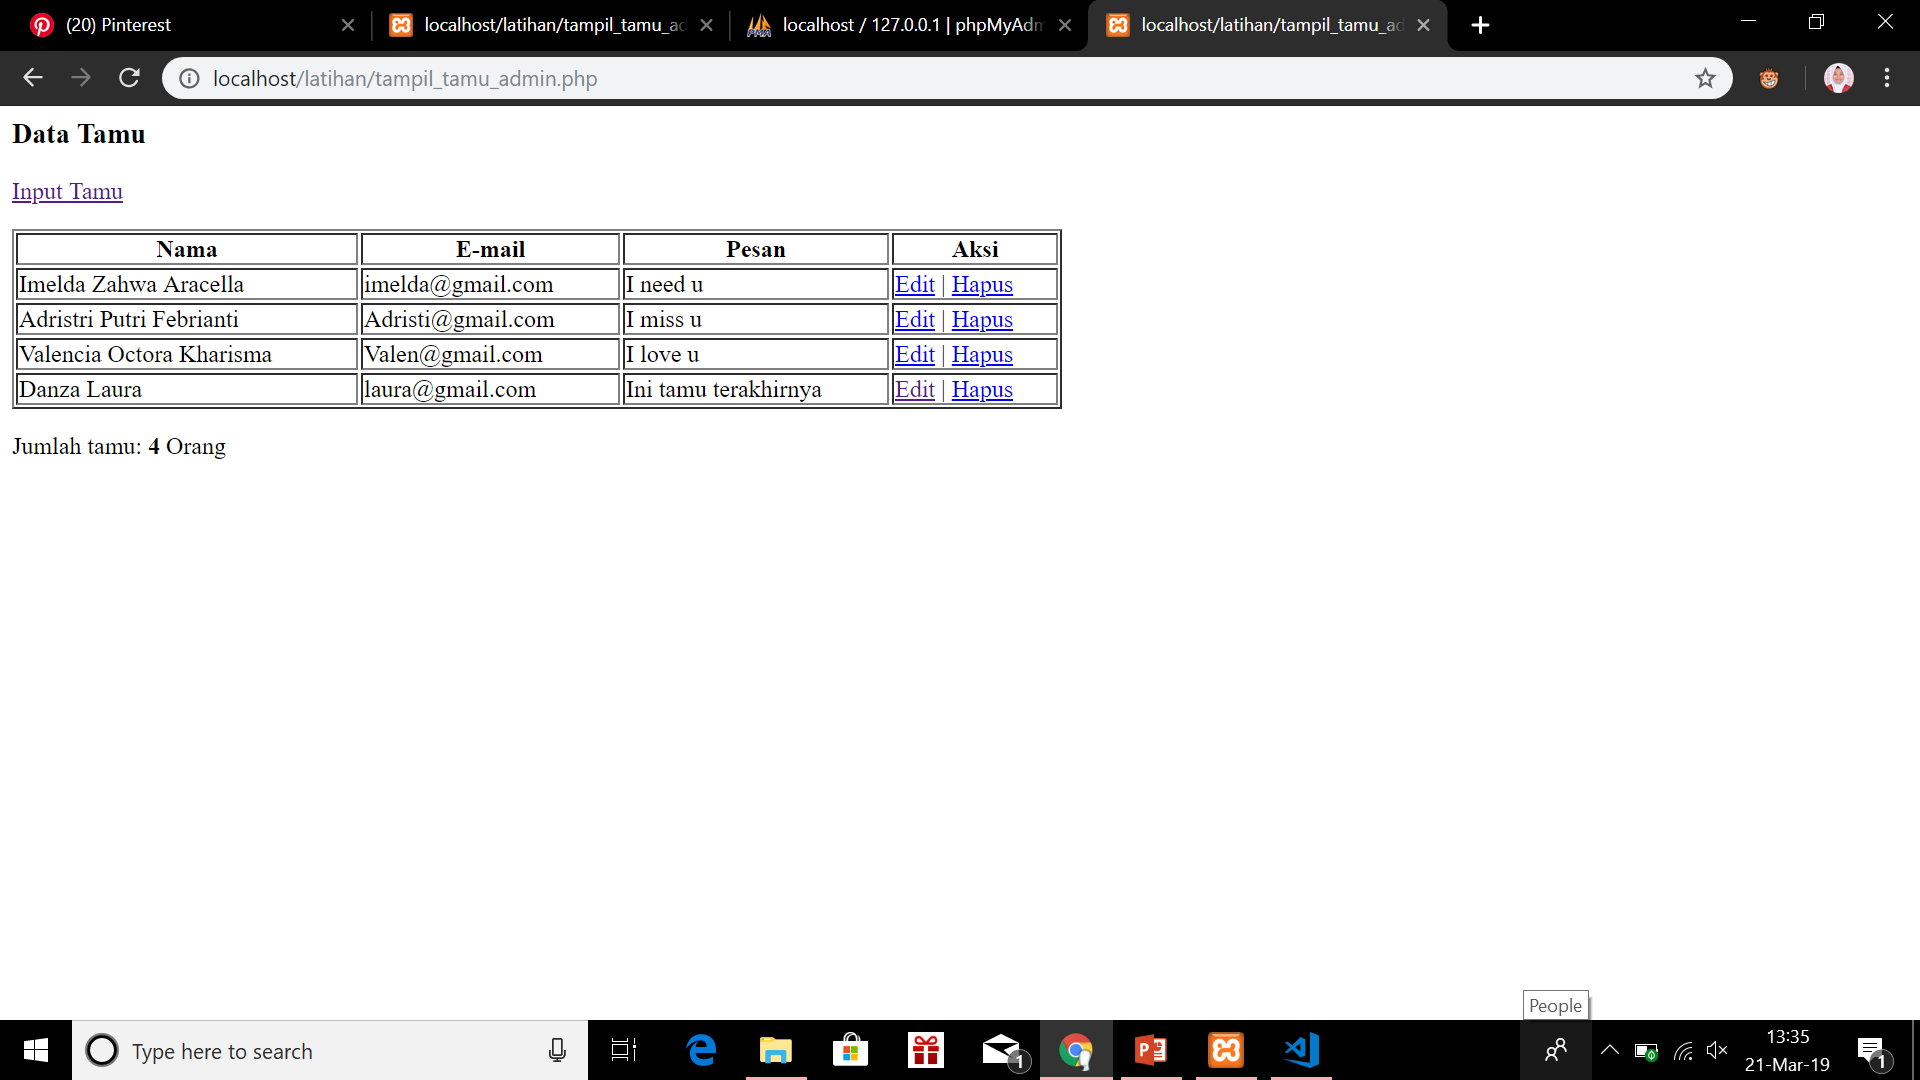 (20) Pinterest
localhost/latihan/tampil_tamu_ad
localhost / 127.0.0.1 | phpMyAdm
localhost/latihan/tampil_tamu_ad
localhost/latihan/tampil_tamu_admin.php
Data Tamu
Input Tamu
Nama E-mail Pesan Aksi
Imelda Zahwa Aracella imelda@gmail.com I need u Edit | Hapus
Adristri Putri Febrianti Adristi@gmail.com I miss u Edit | Hapus
Valencia Octora Kharisma Valen@gmail.com I love u Edit | Hapus
Danza Laura laura@gmail.com Ini tamu terakhirnya Edit | Hapus
Jumlah tamu: 4 Orang
People
Type here to search
1
13:35
21-Mar-19
1